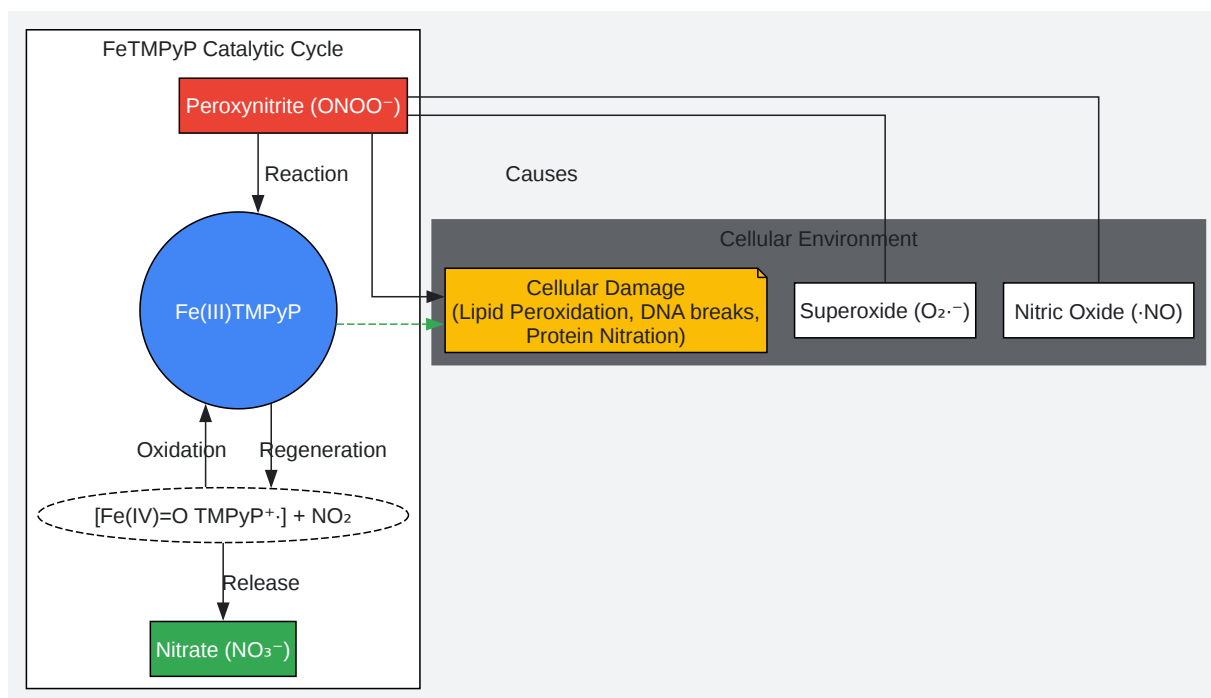 FeTMPyP Catalytic Cycle
Peroxynitrite (ONOO⁻)
Reaction
Causes
Cellular Environment
Cellular Damage
(Lipid Peroxidation, DNA breaks,
Protein Nitration)
Superoxide (O₂·⁻)
Nitric Oxide (·NO)
Fe(III)TMPyP
Oxidation
Regeneration
[Fe(IV)=O TMPyP⁺·] + NO₂
Release
Nitrate (NO₃⁻)